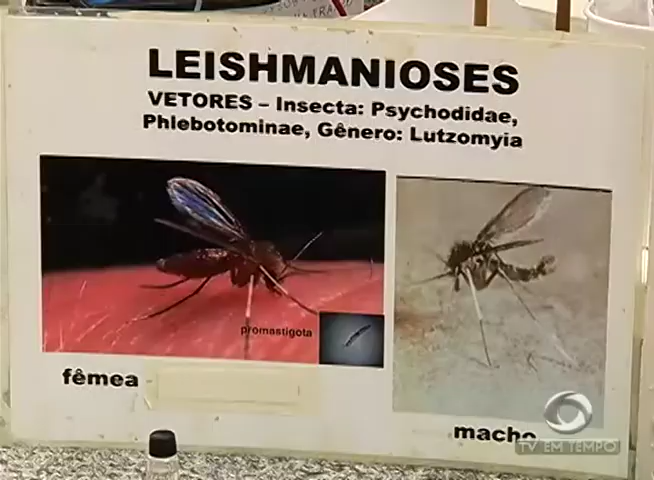 LEISHMANIOSES
VETORES – Insecta: Psychodidae,
Phlebotominae, Gênero: Lutzomyia
promastigota
fêmea
macho
TV EM TEMPO